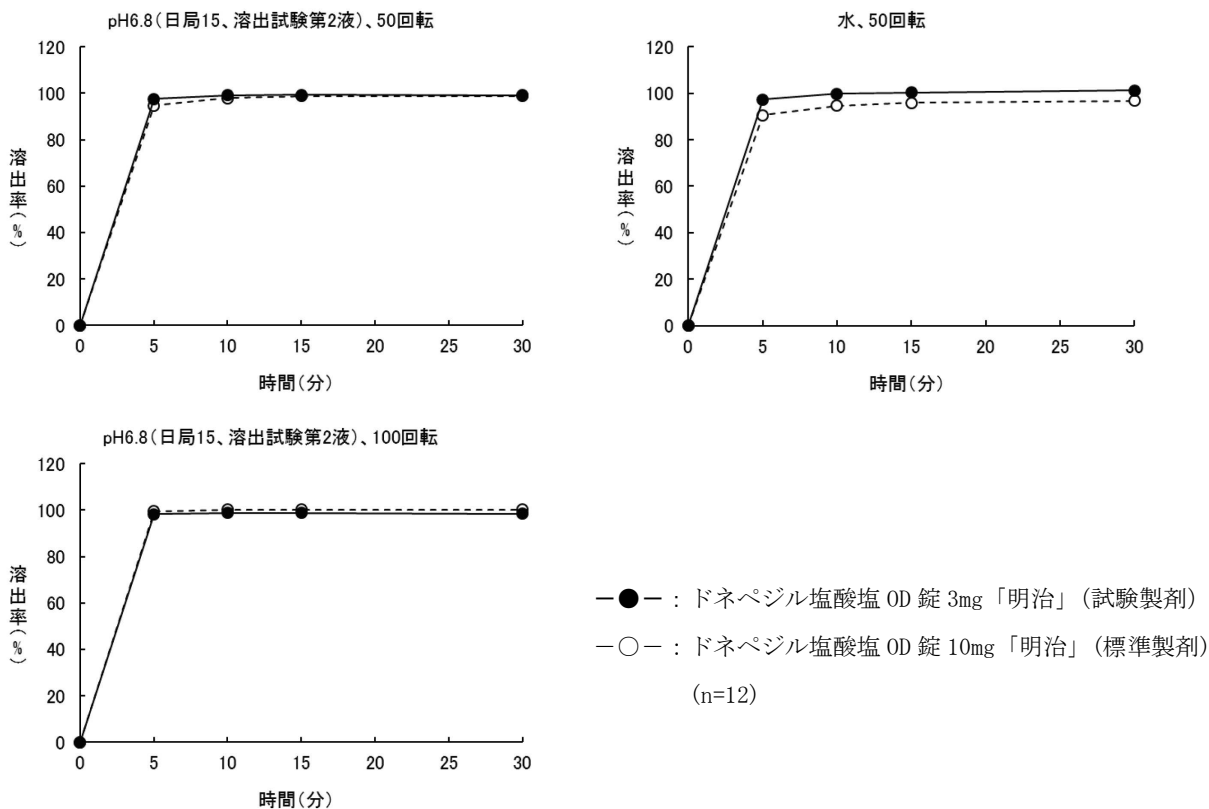 pH6.8(日局15、溶出試験第2液)、50回転
120
100
80
60
40
20
0
溶出率(%)
0 5 10 15 20 25 30
時間(分)
水、50回転
120
100
80
60
40
20
0
溶出率(%)
0 5 10 15 20 25 30
時間(分)
pH6.8(日局15、溶出試験第2液)、100回転
120
100
80
60
40
20
0
溶出率(%)
0 5 10 15 20 25 30
時間(分)
−●−:ドネペジル塩酸塩 OD 錠 3mg「明治」(試験製剤)
−○−:ドネペジル塩酸塩 OD 錠 10mg「明治」(標準製剤)
(n=12)